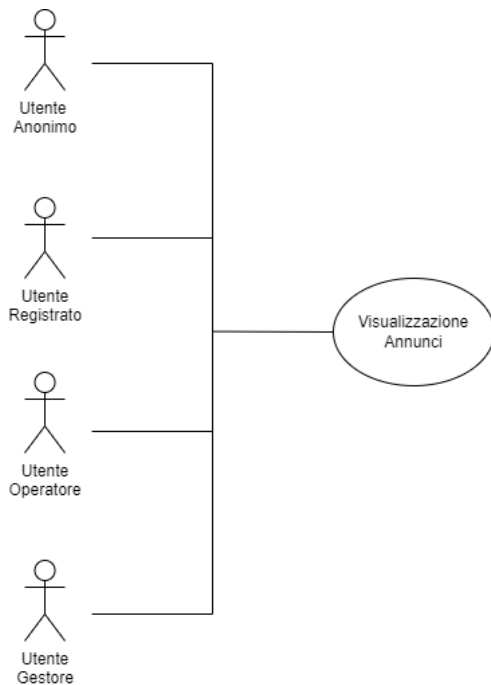 Utente
Anonimo
Utente
Registrato
Visualizzazione
Annunci
Utente
Operatore
Utente
Gestore